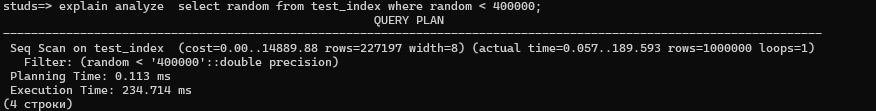 studs=> explain analyze  select random from test_index where random < 400000;
QUERY PLAN
Seq Scan on test_index  (cost=0.00..14889.88 rows=227197 width=8) (actual time=0.057..189.593 rows=1000000 loops=1)
Filter: (random < '400000'::double precision)
Planning Time: 0.113 ms
Execution Time: 234.714 ms
(4 строки)